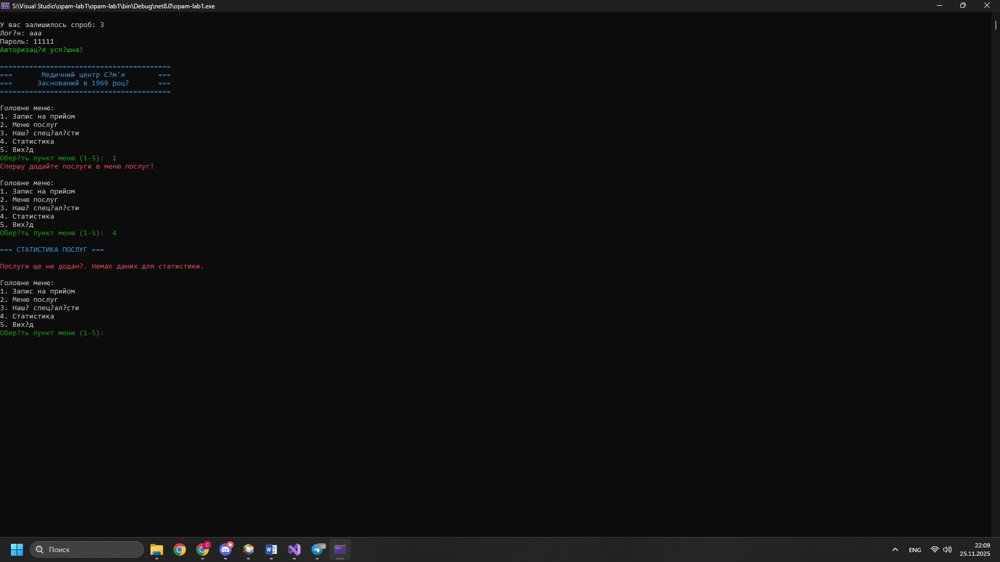 S:\Visual Studio\opam-lab1\opam-lab1\bin\Debug\net8.0\opam-lab1.exe
У вас залишилось спроб: 3
Лог?н: aaa
Пароль: 11111
Авторизац?я усп?шна!
=========================================
===       Медичний центр С?м'я        ===
===      Заснований в 1969 роц?       ===
=========================================
Головне меню:
1. Запис на прийом
2. Меню послуг
3. Наш? спец?ал?сти
4. Статистика
5. Вих?д
Обер?ть пункт меню (1-5):  1
Спершу додайте послуги в меню послуг!
Головне меню:
1. Запис на прийом
2. Меню послуг
3. Наш? спец?ал?сти
4. Статистика
5. Вих?д
Обер?ть пункт меню (1-5):  4
=== СТАТИСТИКА ПОСЛУГ ===
Послуги ще не додан?. Немає даних для статистики.
Головне меню:
1. Запис на прийом
2. Меню послуг
3. Наш? спец?ал?сти
4. Статистика
5. Вих?д
Обер?ть пункт меню (1-5):
Поиск
C
58
ENG
22:09
25.11.2025